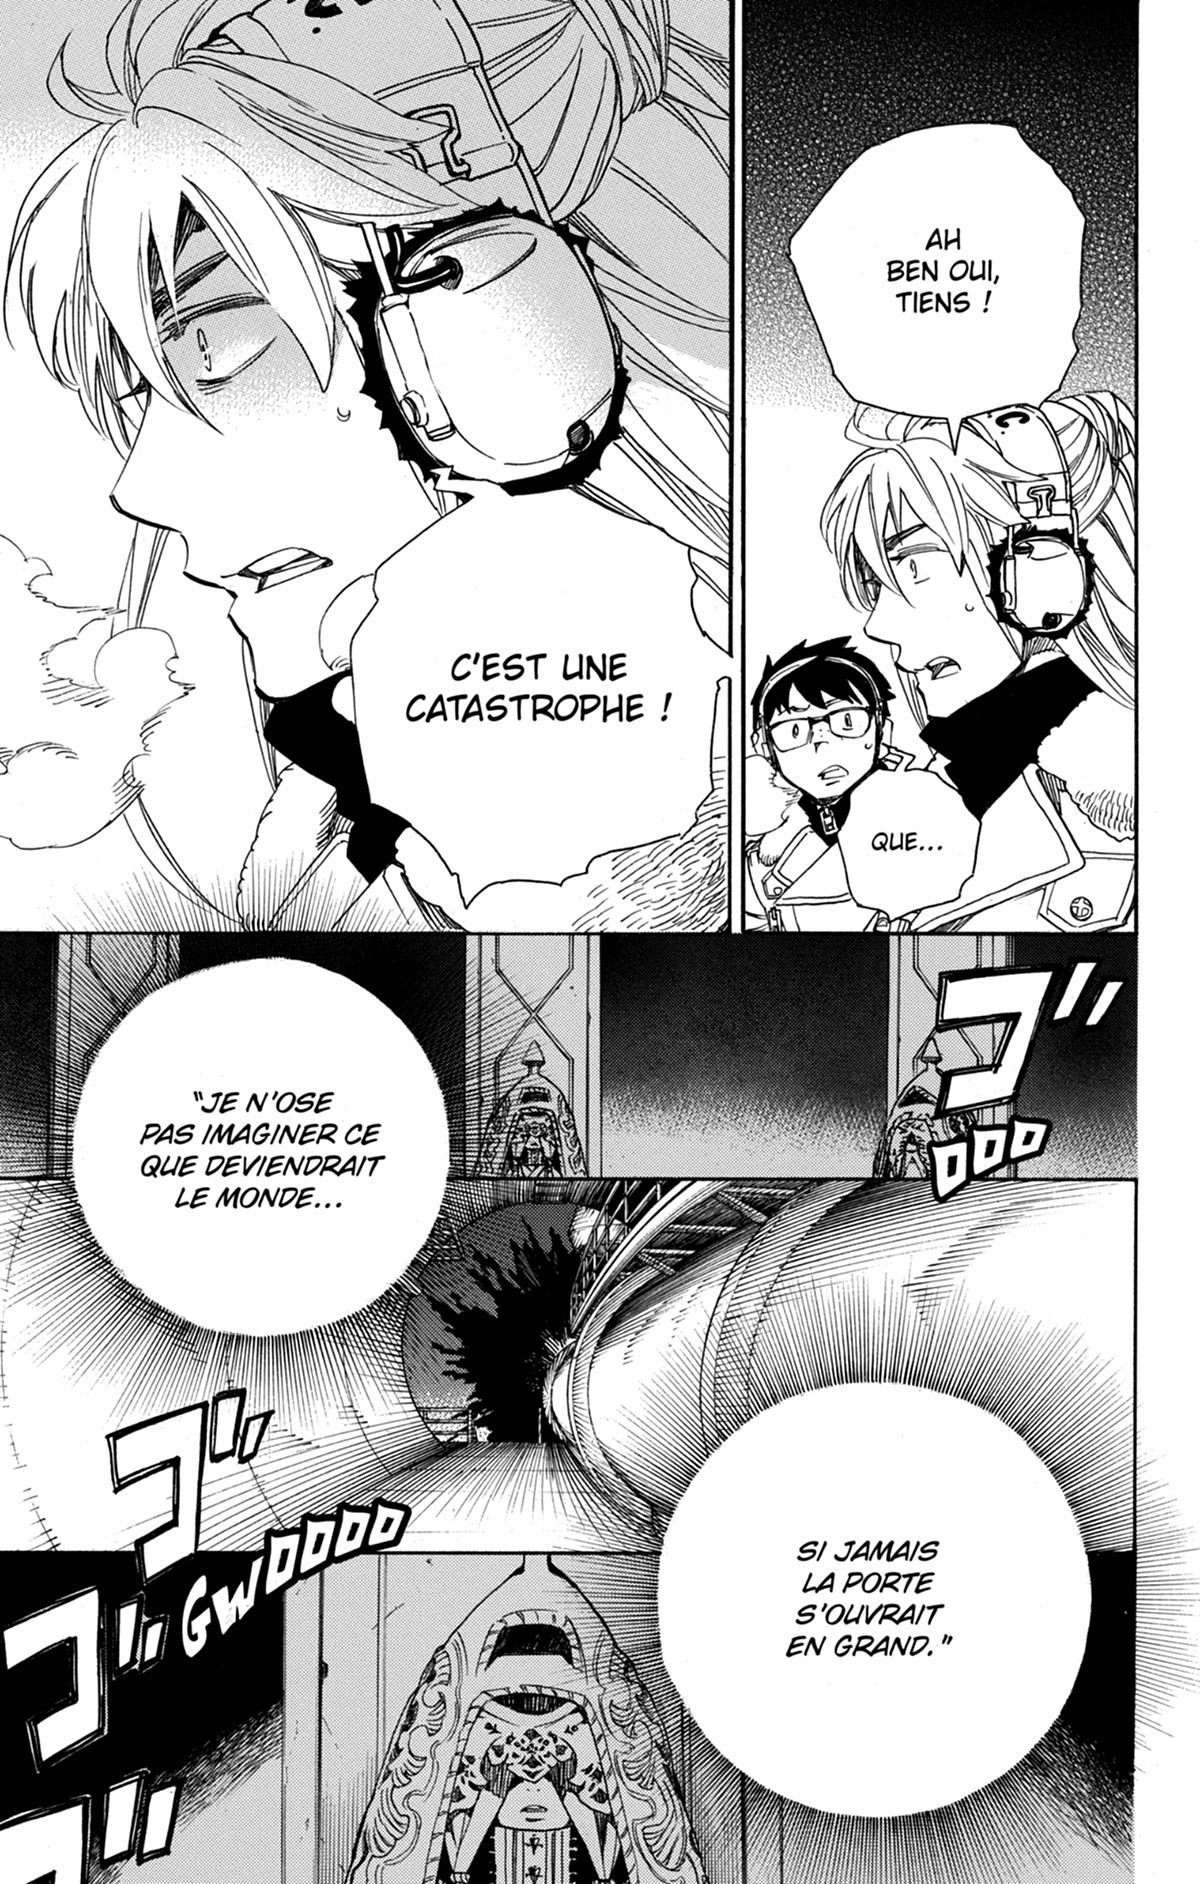 AH
BEN OUI,
TIENS !
QUE...
C'EST UNE
CATASTROPHE !
ゴ
OOO
"JE N'OSE
PAS IMAGINER CE
QUE DEVIENDRAIT
LE MONDE...
ゴ
GWOOOO
SI JAMAIS
LA PORTE
S'OUVRAIT
EN GRAND."
ゴ